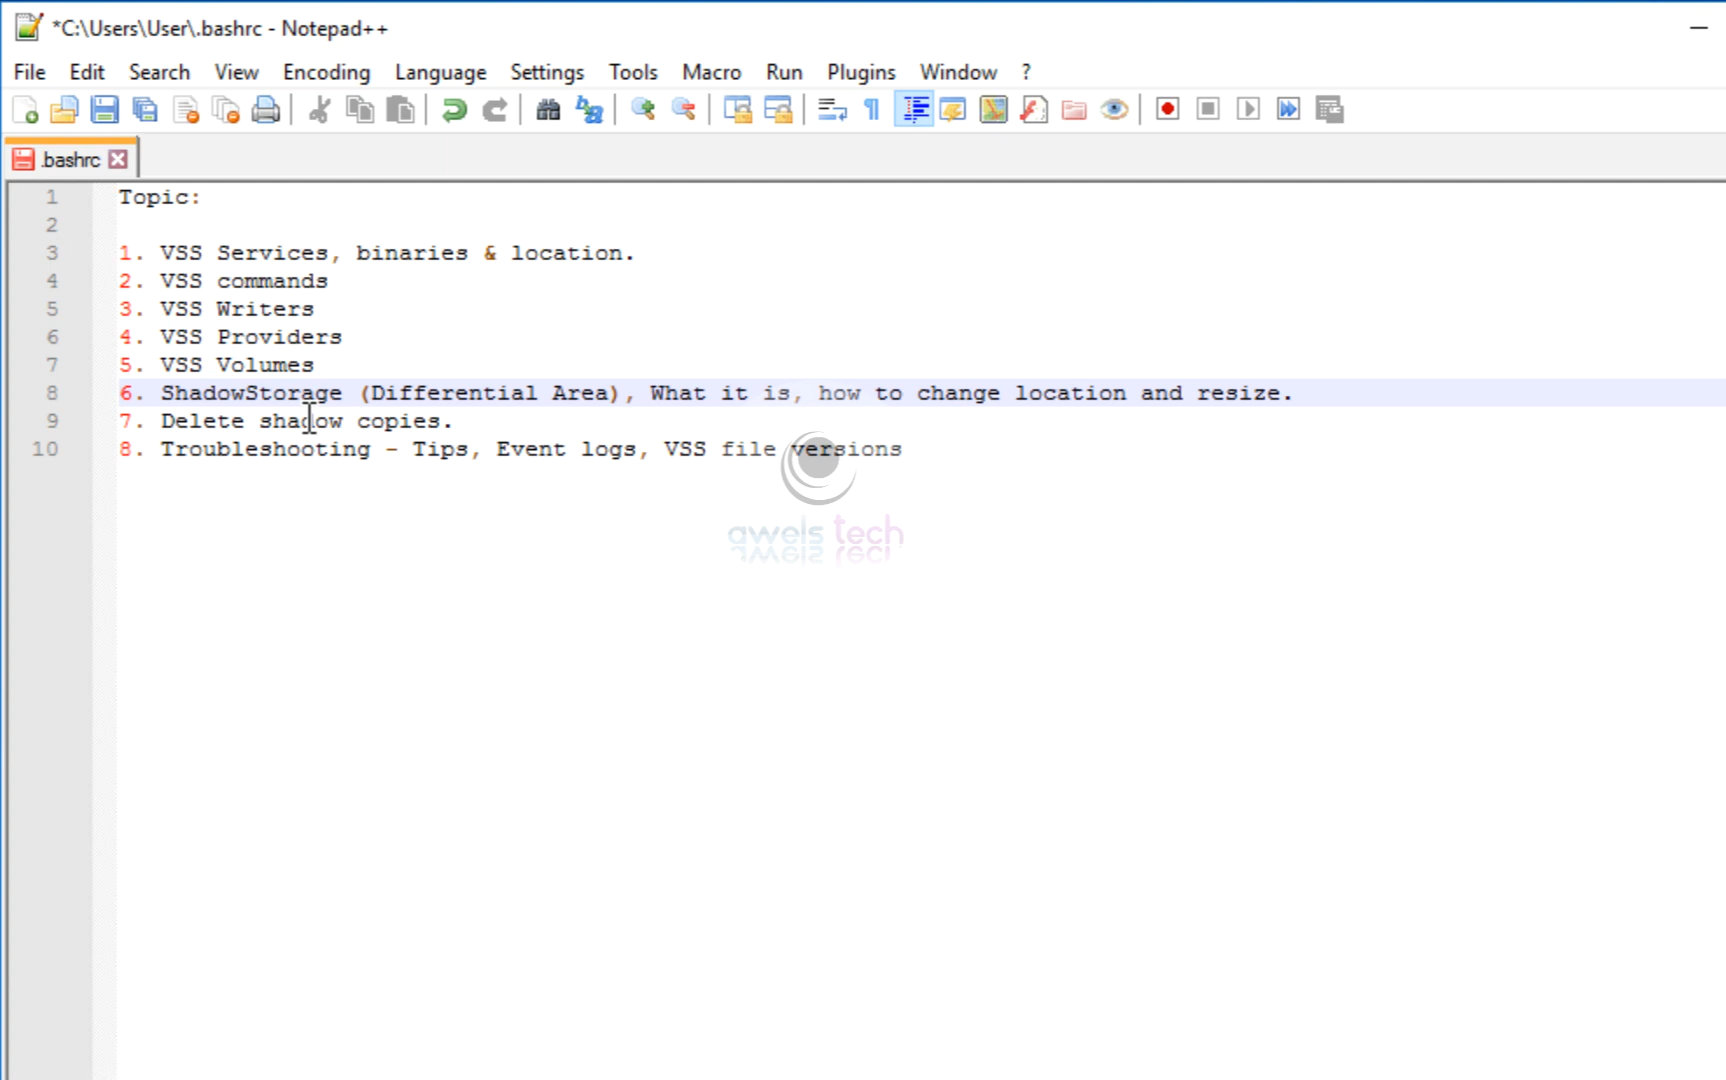 *C:\Users\User\.bashrc - Notepad++
File Edit Search View Encoding Language Settings Tools Macro Run Plugins Window ?
.bashrc
1 Topic:
2
3 1. VSS Services, binaries & location.
4 2. VSS commands
5 3. VSS Writers
6 4. VSS Providers
7 5. VSS Volumes
8 6. ShadowStorage (Differential Area), What it is, how to change location and resize.
9 7. Delete shadow copies.
10 8. Troubleshooting - Tips, Event logs, VSS file versions
qwels tech